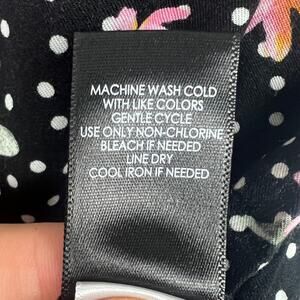 MACHINE WASH COLD
WITH LIKE COLORS
GENTLE CYCLE
USE ONLY NON-CHLORINE
BLEACH IF NEEDED
LINE DRY
COOL IRON IF NEEDED